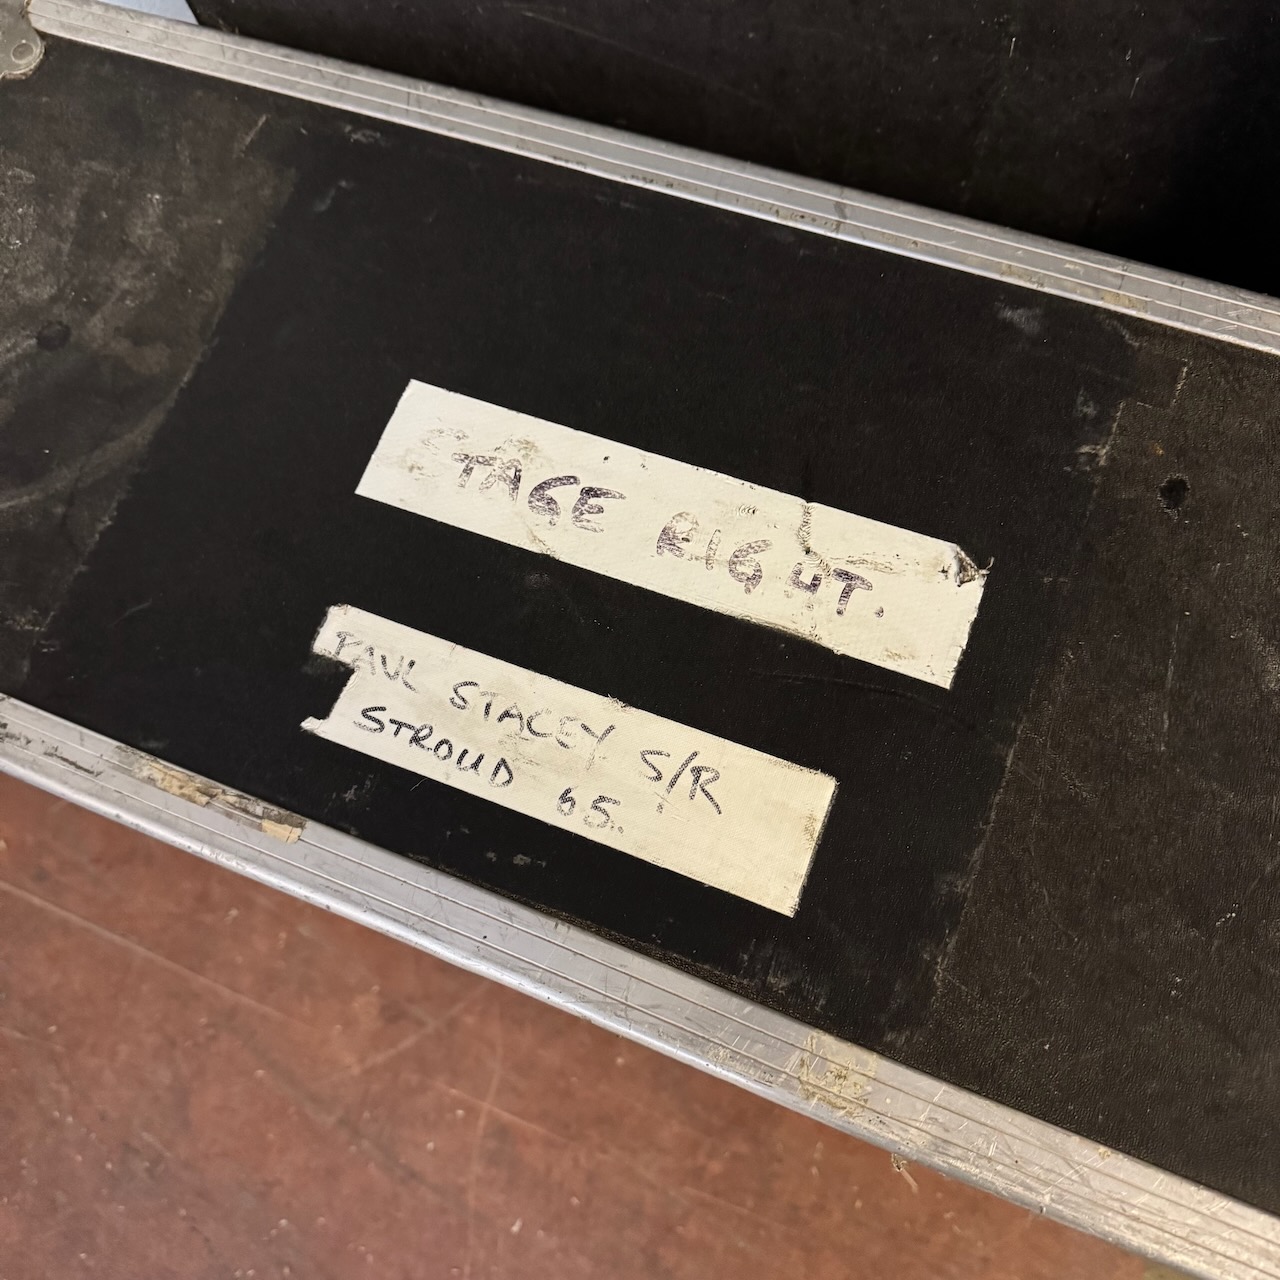 STAGE RIGHT.
PAUL STACEY S/R
STROUD 65.